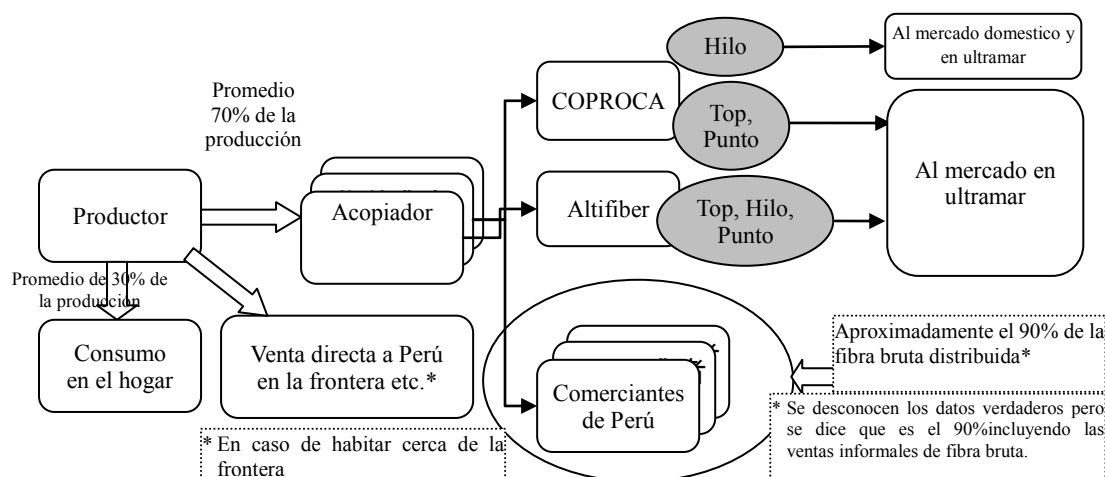 Hilo
Al mercado domestico y
en ultramar
Promedio
70% de la
producción
COPROCA
Top,
Punto
Al mercado en
ultramar
Productor
Acopiador
Altifiber
Top, Hilo,
Punto
Promedio de 30% de
la producción
Consumo
en el hogar
Venta directa a Perú
en la frontera etc.*
* En caso de habitar cerca de la
frontera
Comerciantes
de Perú
Aproximadamente el 90% de la
fibra bruta distribuida*
* Se desconocen los datos verdaderos pero
se dice que es el 90%incluyendo las
ventas informales de fibra bruta.